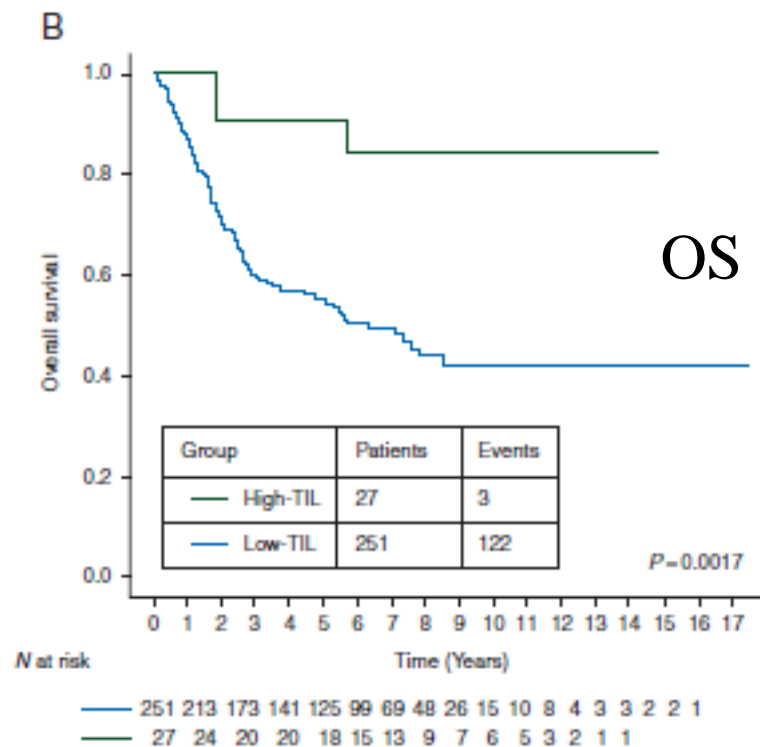 B
1.0
0.8
0.6
0.4
0.2
0.0
Overall survival
OS
Group Patients Events
High-TIL 27 3
Low-TIL 251 122
P=0.0017
0 1 2 3 4 5 6 7 8 9 10 11 12 13 14 15 16 17
N at risk Time (Years)
251 213 173 141 125 99 69 48 26 15 10 8 4 3 3 2 2 1
27 24 20 20 18 15 13 9 7 6 5 3 2 1 1